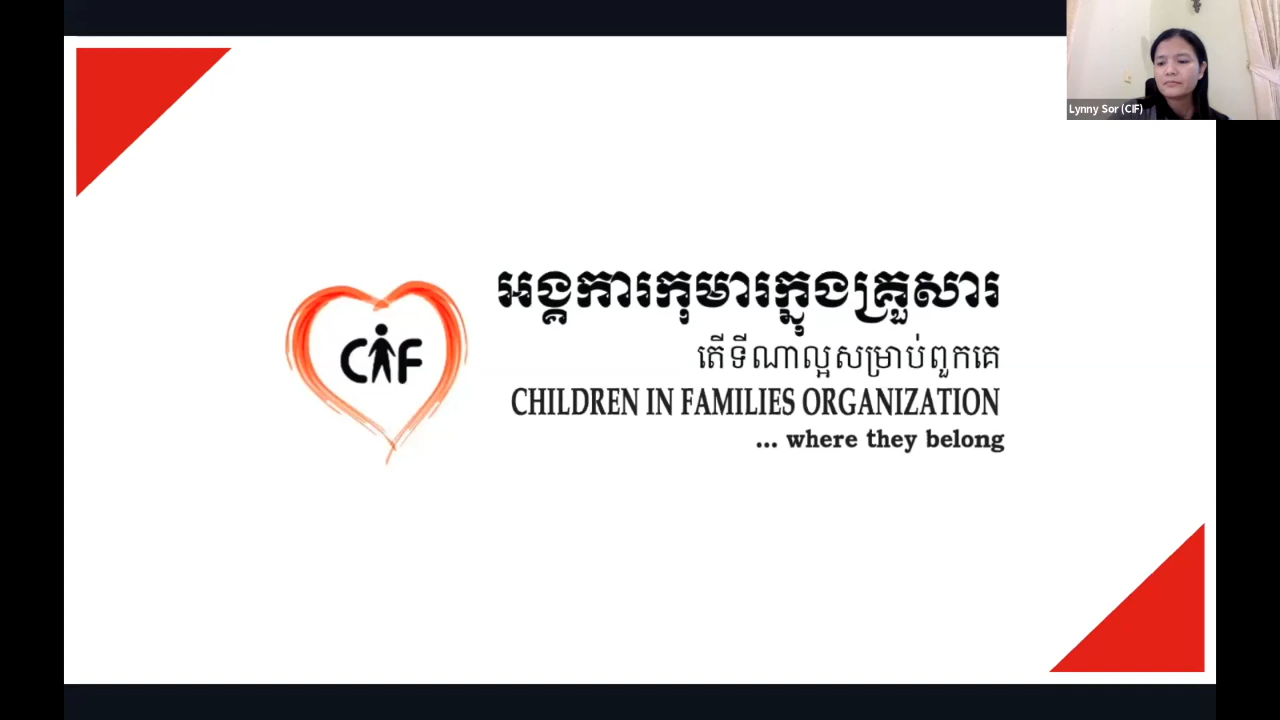 Lynny Sor (CIF)
អង្គការកុមារក្នុងគ្រួសារ
តើទីណាល្អសម្រាប់ពួកគេ
CIF
CHILDREN IN FAMILIES ORGANIZATION
... where they belong